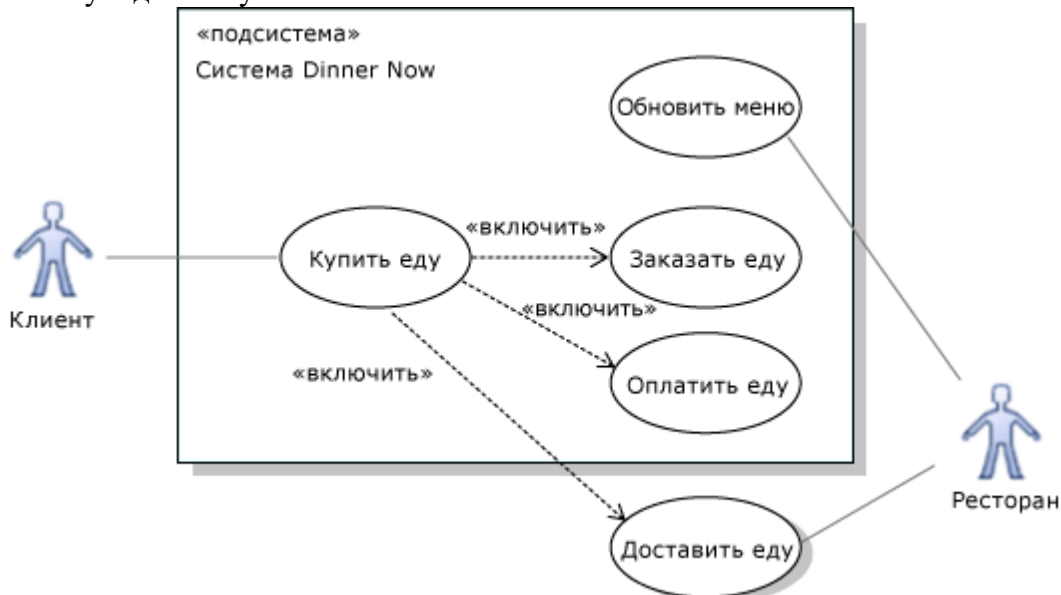 «подсистема»
Система Dinner Now
Обновить меню
«включить»
Купить еду
Заказать еду
«включить»
Клиент
«включить»
Оплатить еду
Ресторан
Доставить еду